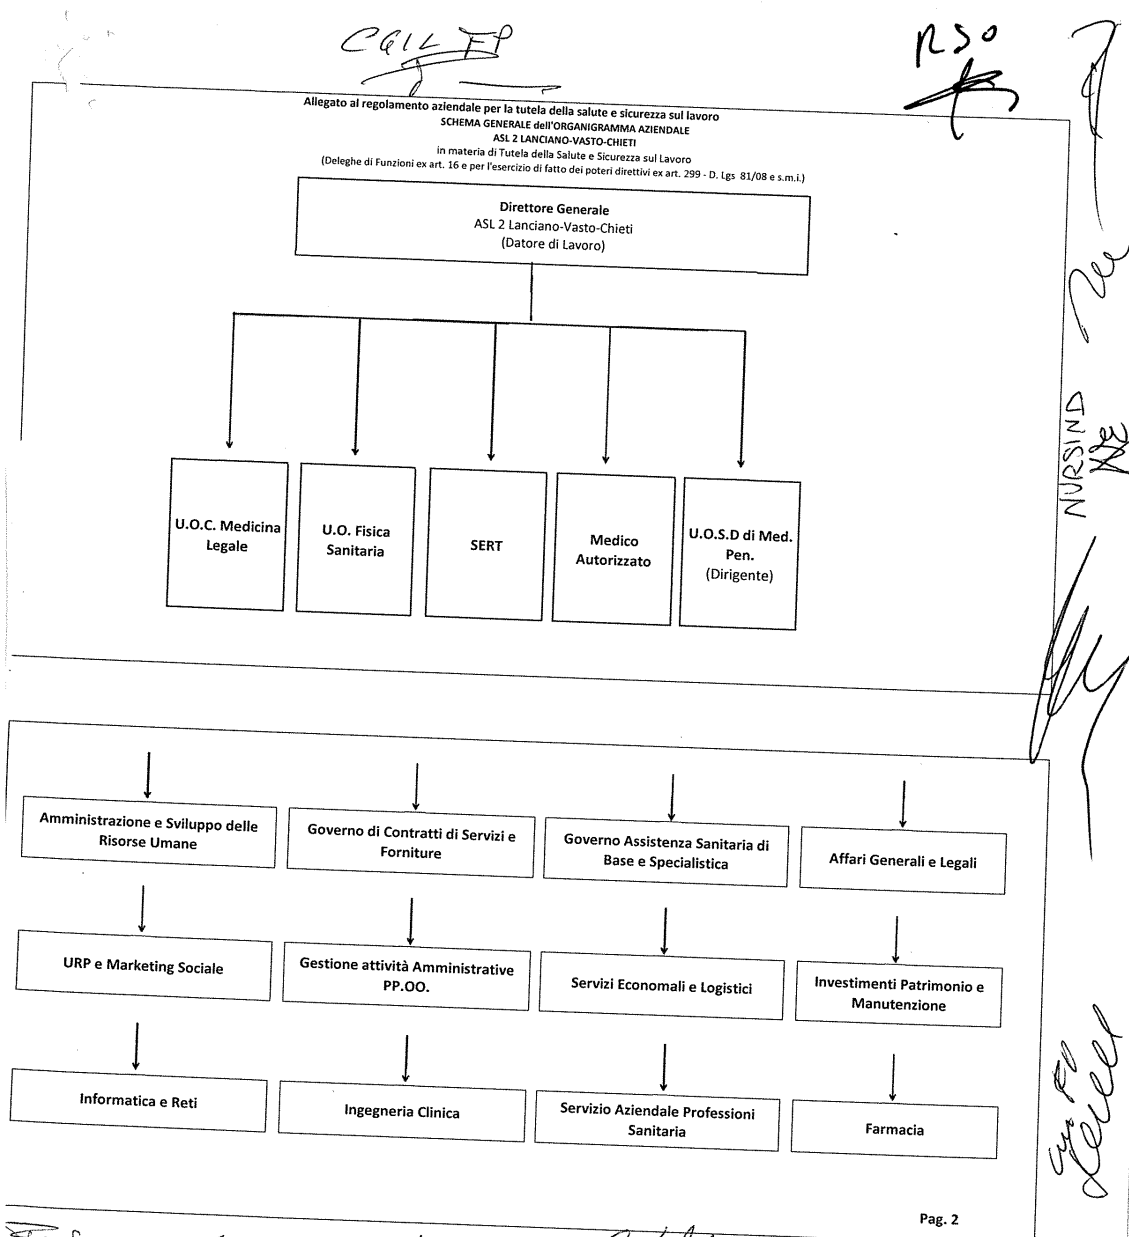 CGIL FP
RSO
Allegato al regolamento aziendale per la tutela della salute e sicurezza sul lavoro
SCHEMA GENERALE dell'ORGANIGRAMMA AZIENDALE
ASL 2 LANCIANO-VASTO-CHIETI
in materia di Tutela della Salute e Sicurezza sul Lavoro
(Deleghe di Funzioni ex art. 16 e per l'esercizio di fatto dei poteri direttivi ex art. 299 - D. Lgs 81/08 e s.m.i.)
Direttore Generale
ASL 2 Lanciano-Vasto-Chieti
(Datore di Lavoro)
NURSIND
U.O.C. Medicina
Legale
U.O. Fisica
Sanitaria
SERT
Medico
Autorizzato
U.O.S.D di Med.
Pen.
(Dirigente)
Amministrazione e Sviluppo delle
Risorse Umane
Governo di Contratti di Servizi e
Forniture
Governo Assistenza Sanitaria di
Base e Specialistica
Affari Generali e Legali
URP e Marketing Sociale
Gestione attività Amministrative
PP.OO.
Servizi Economali e Logistici
Investimenti Patrimonio e
Manutenzione
Informatica e Reti
Ingegneria Clinica
Servizio Aziendale Professioni
Sanitaria
Farmacia
Pag. 2